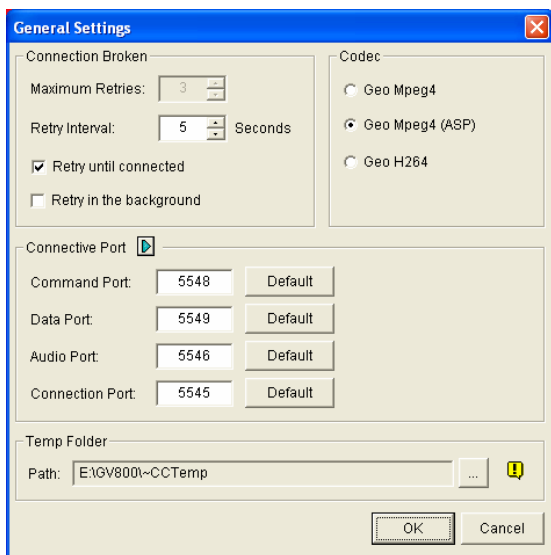 General Settings
Connection Broken
Maximum Retries: 3
Retry Interval: 5 Seconds
Retry until connected
Retry in the background
Codec
Geo Mpeg4
Geo Mpeg4 (ASP)
Geo H264
Connective Port
Command Port: 5548 Default
Data Port: 5549 Default
Audio Port: 5546 Default
Connection Port: 5545 Default
Temp Folder
Path: E:\GV800\~CCTemp ... !
OK Cancel